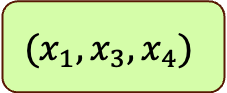 (x₁, x₃, x₄)